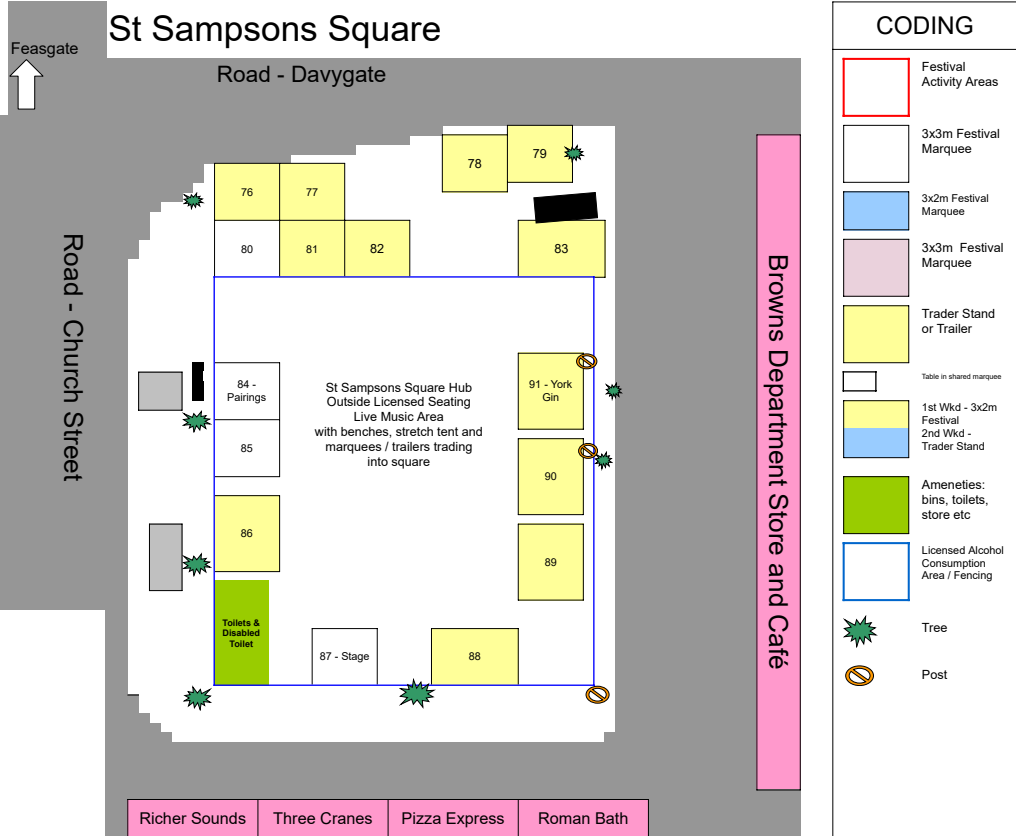 St Sampsons Square
Feasgate
Road - Davygate
Road - Church Street
76
77
78
79
80
81
82
83
84 -
Pairings
85
86
Toilets &
Disabled
Toilet
St Sampsons Square Hub
Outside Licensed Seating
Live Music Area
with benches, stretch tent and
marquees / trailers trading
into square
91 - York
Gin
90
89
87 - Stage
88
Browns Department Store and Café
Richer Sounds
Three Cranes
Pizza Express
Roman Bath
CODING
Festival
Activity Areas
3x3m Festival
Marquee
3x2m Festival
Marquee
3x3m Festival
Marquee
Trader Stand
or Trailer
Table in shared marquee
1st Wkd - 3x2m
Festival
2nd Wkd -
Trader Stand
Ameneties:
bins, toilets,
store etc
Licensed Alcohol
Consumption
Area / Fencing
Tree
Post